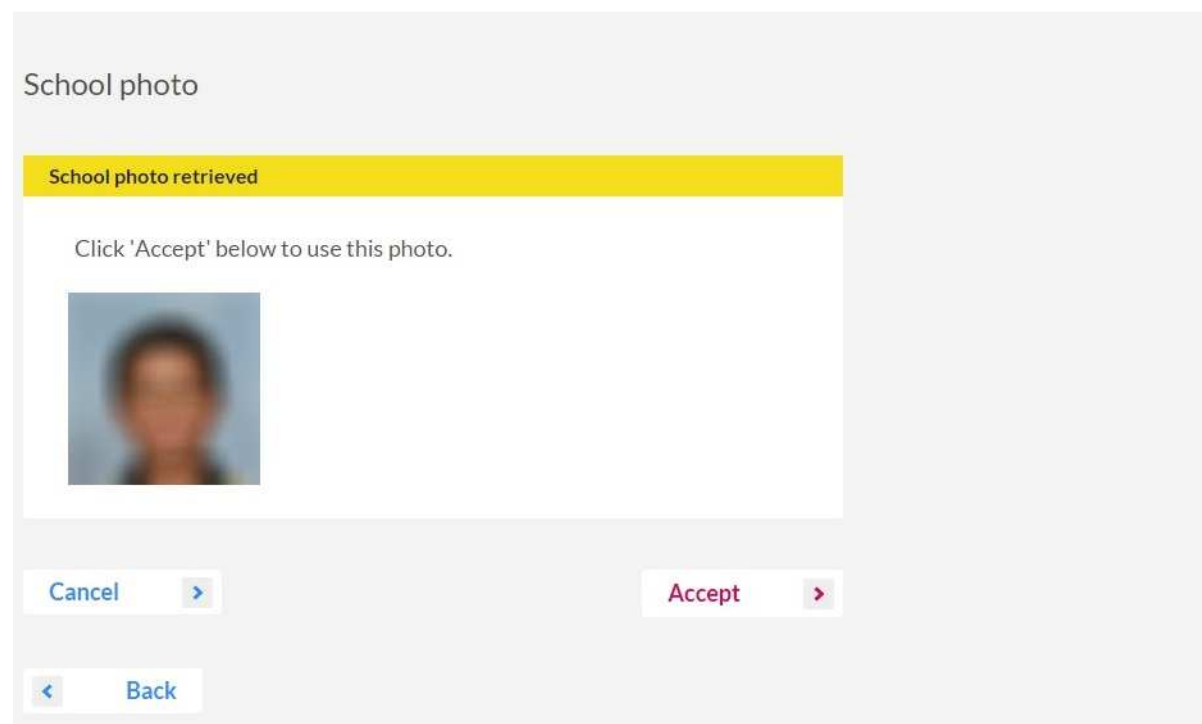 School photo
School photo retrieved
Click 'Accept' below to use this photo.
Cancel
Accept
Back